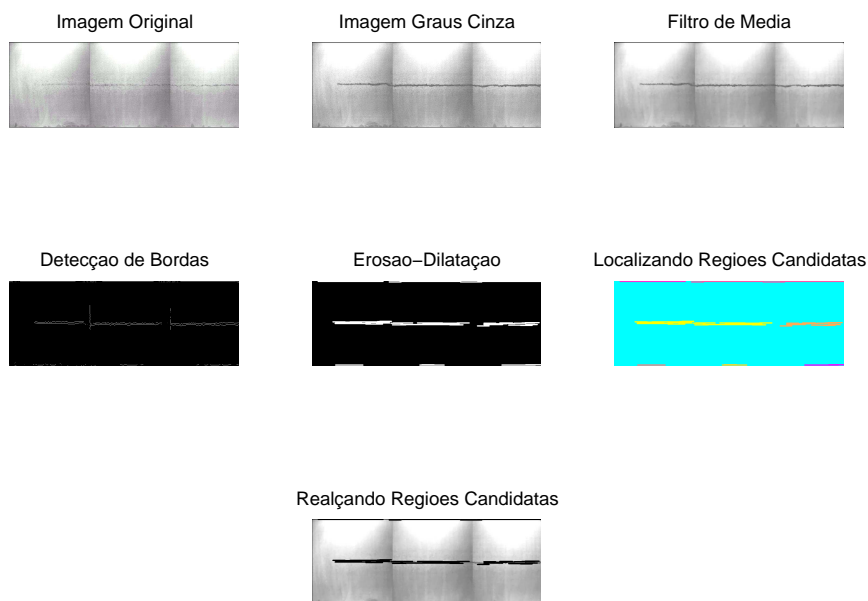 Imagem Original
Imagem Graus Cinza
Filtro de Media
Detecçao de Bordas
Erosao−Dilataçao
Localizando Regioes Candidatas
Realçando Regioes Candidatas